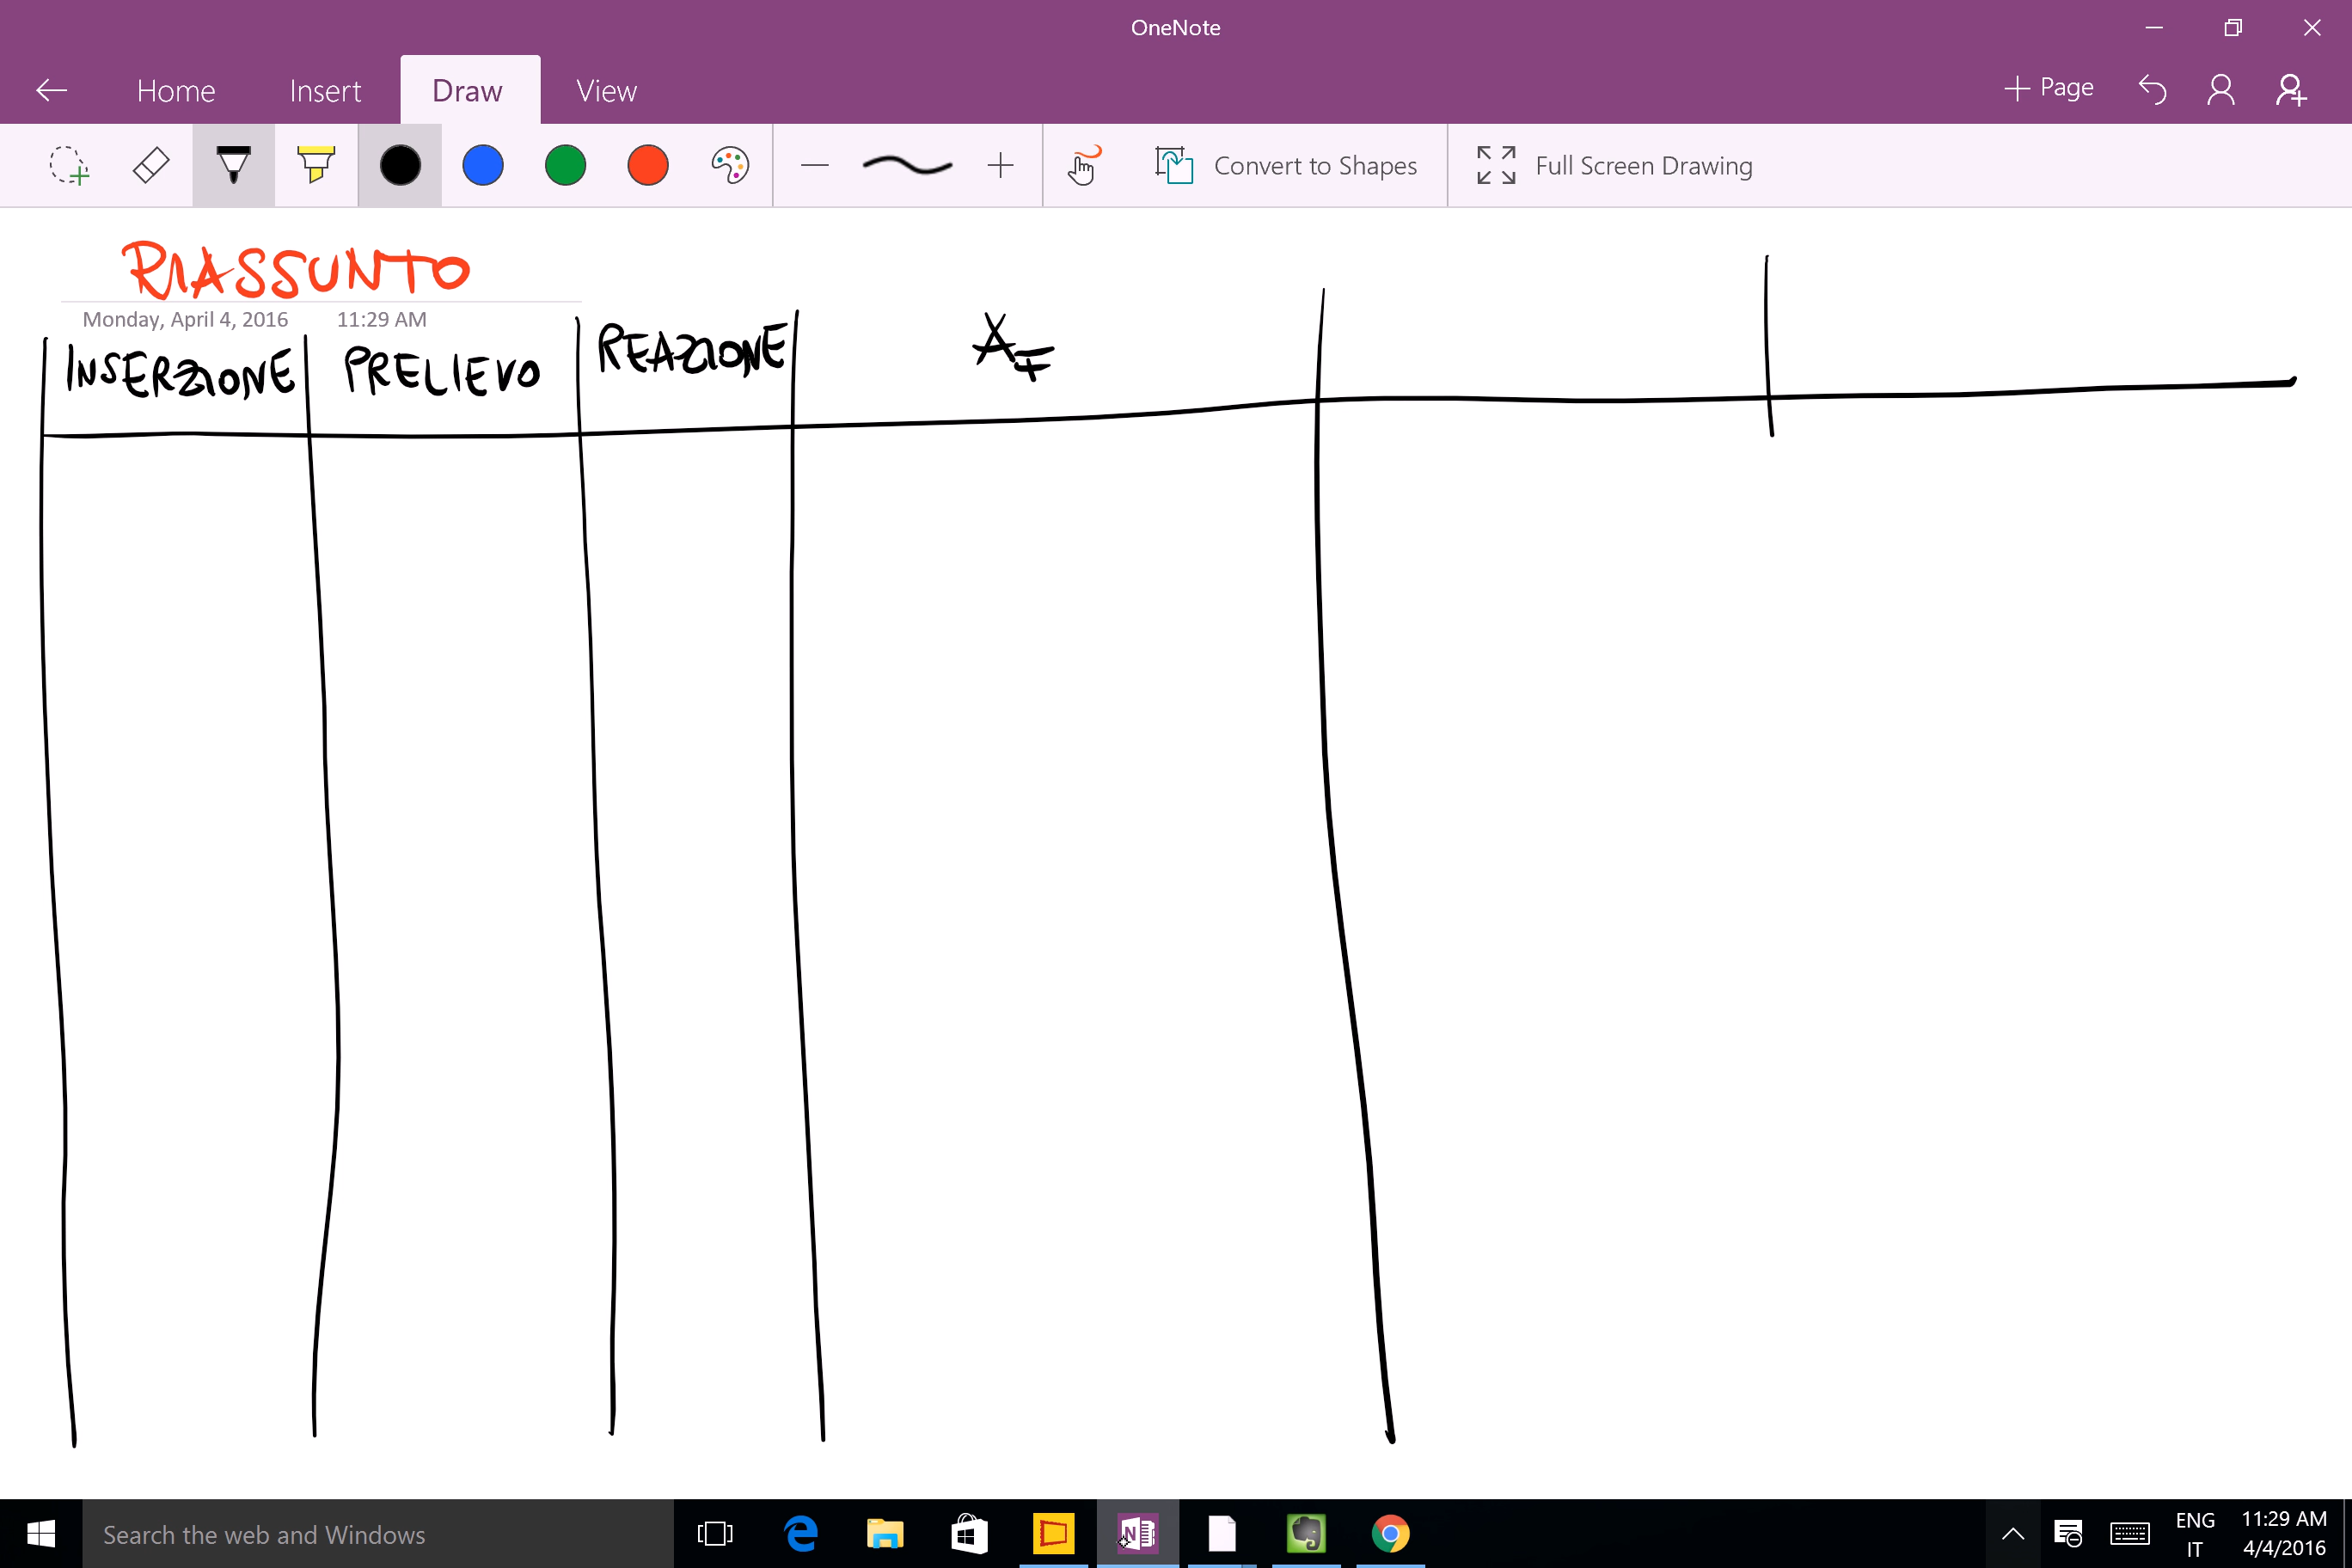 OneNote
Home Insert Draw View + Page
Convert to Shapes Full Screen Drawing
RIASSUNTO
Monday, April 4, 2016 11:29 AM
INSERZIONE PRELIEVO REAZIONE A_F
Search the web and Windows
ENG 11:29 AM
IT 4/4/2016